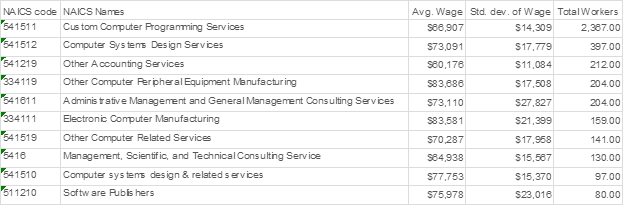 NAICS code NAICS Names Avg. Wage Std. dev. of Wage Total Workers
541511 Custom Computer Programming Services $66,907 $14,309 2,367.00
541512 Computer Systems Design Services $73,091 $17,779 397.00
541219 Other Accounting Services $60,176 $11,084 212.00
334119 Other Computer Peripheral Equipment Manufacturing $83,686 $17,508 204.00
541611 Administrative Management and General Management Consulting Services $73,110 $27,827 204.00
334111 Electronic Computer Manufacturing $83,581 $21,399 159.00
541519 Other Computer Related Services $70,287 $17,958 141.00
5416 Management, Scientific, and Technical Consulting Service $64,938 $15,567 130.00
541510 Computer systems design & related services $77,753 $15,370 97.00
511210 Software Publishers $75,978 $23,016 80.00